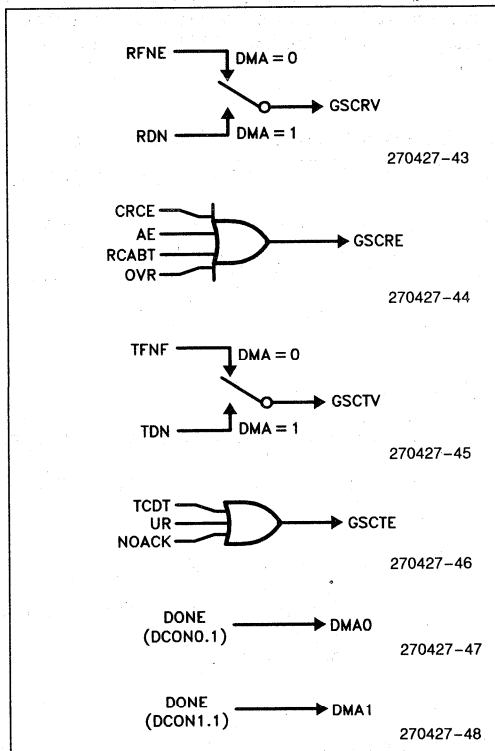 RFNE
DMA = 0
GSCRV
RDN
DMA = 1
270427-43
CRCE
AE
RCABT
OVR
GSCRE
270427-44
TFNF
DMA = 0
GSCTV
TDN
DMA = 1
270427-45
TCDT
UR
NOACK
GSCTE
270427-46
DONE
(DCON0.1)
DMA0
270427-47
DONE
(DCON1.1)
DMA1
270427-48